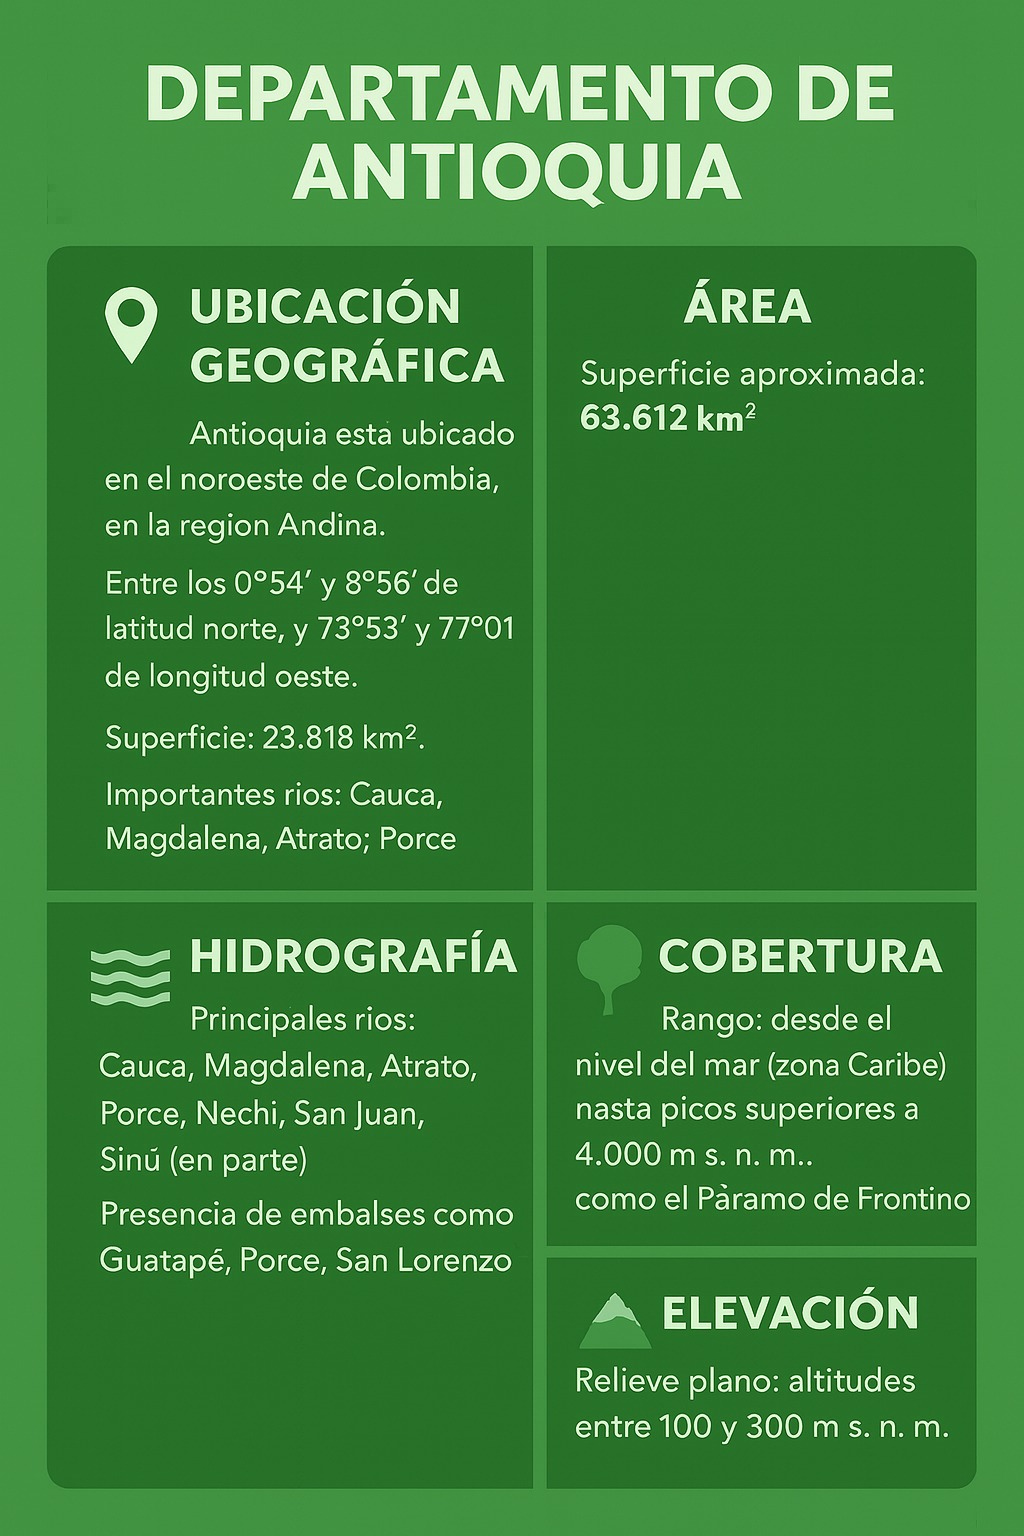 DEPARTAMENTO DE
ANTIOQUIA
UBICACIÓN
GEOGRÁFICA
Antioquia està ubicado
en el noroeste de Colombia,
en la region Andina.
Entre los 0°54′ y 8°56′ de
latitud norte, y 73°53′ y 77°01
de longitud oeste.
Superficie: 23.818 km².
Importantes rios: Cauca,
Magdalena, Atrato; Porce
ÁREA
Superficie aproximada:
63.612 km²
HIDROGRAFÍA
Principales rios:
Cauca, Magdalena, Atrato,
Porce, Nechi, San Juan,
Sinú (en parte)
Presencia de embalses como
Guatapé, Porce, San Lorenzo
COBERTURA
Rango: desde el
nivel del mar (zona Caribe)
nasta picos superiores a
4.000 m s. n. m..
como el Pàramo de Frontino
ELEVACIÓN
Relieve plano: altitudes
entre 100 y 300 m s. n. m.